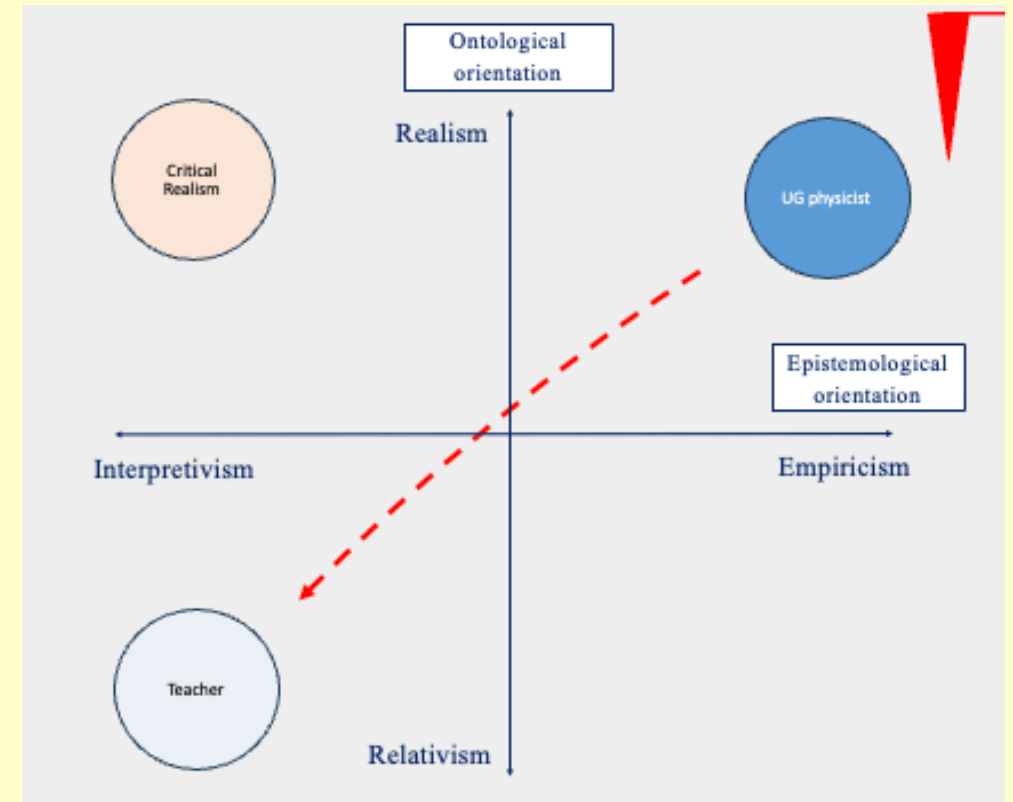 Ontological
orientation
Realism
Critical
Realism
UG physicist
Epistemological
orientation
Interpretivism
Empiricism
Teacher
Relativism